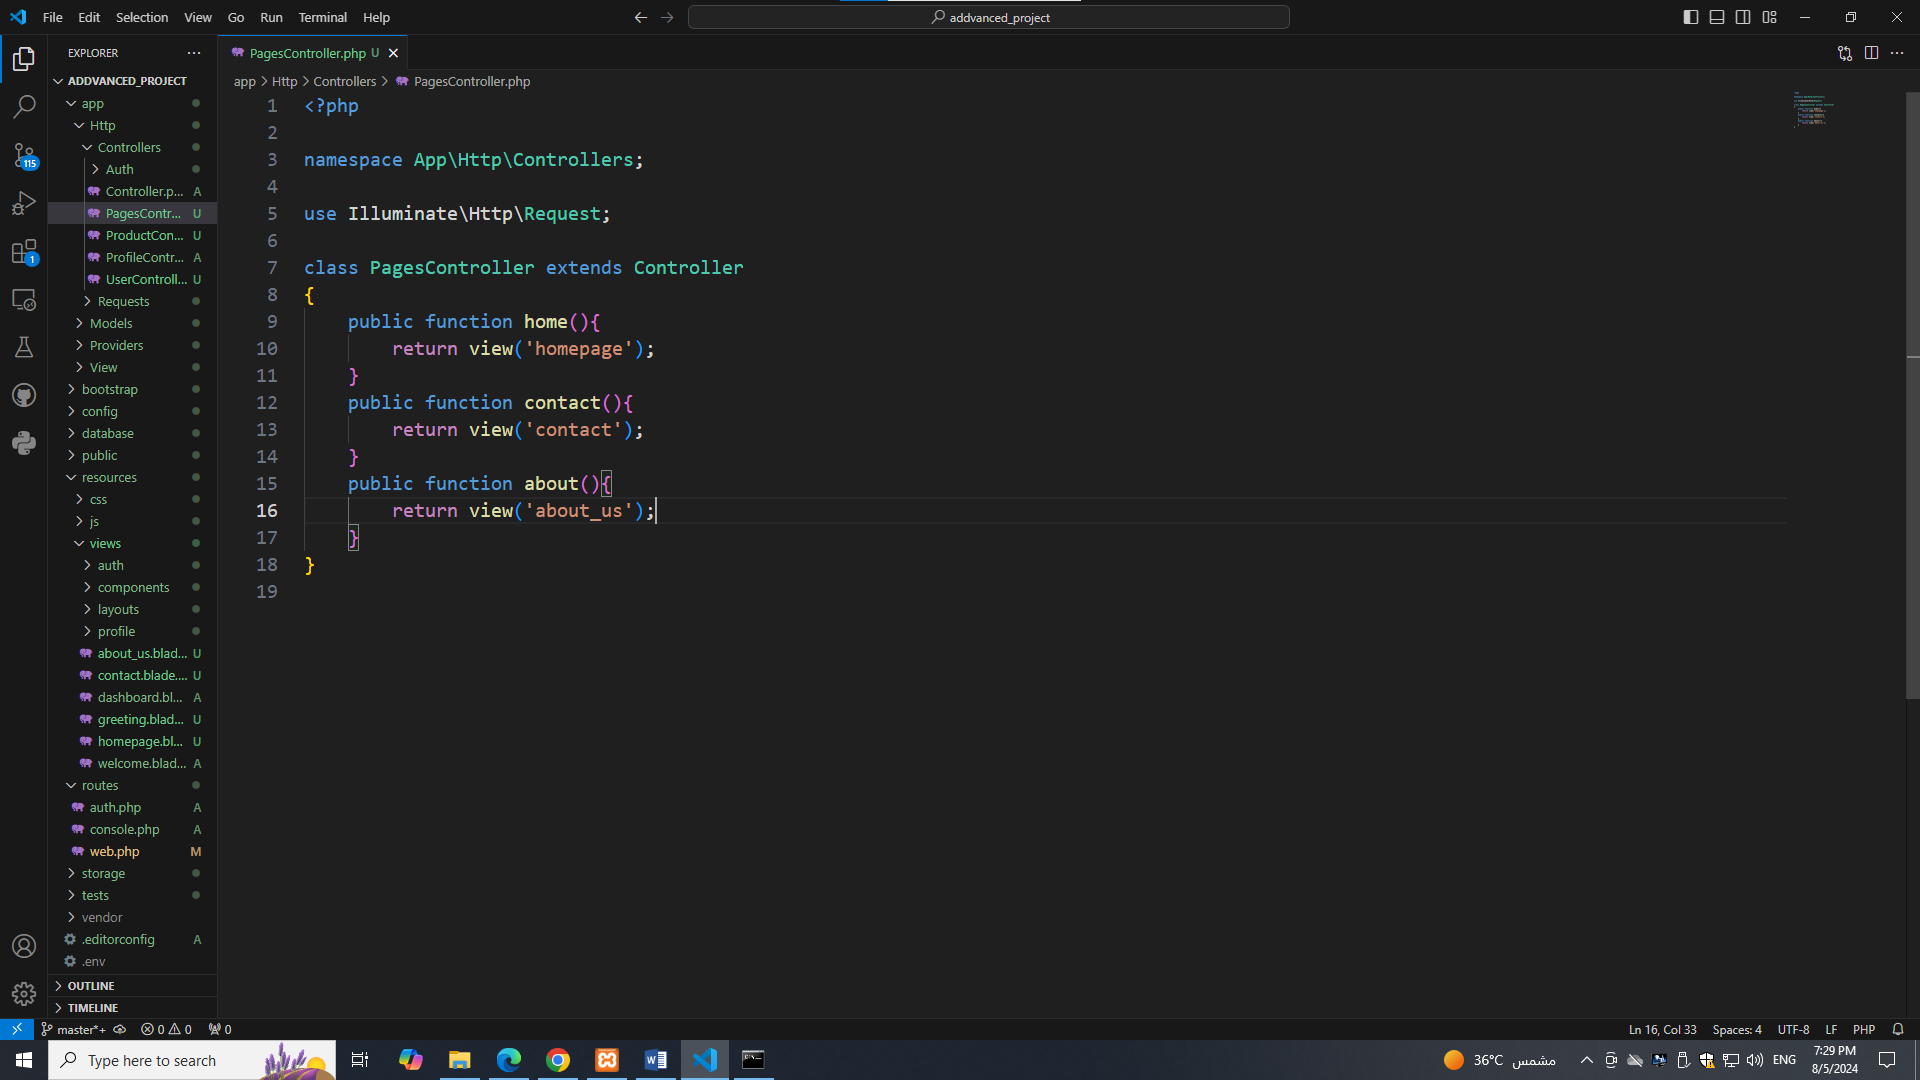 File Edit Selection View Go Run Terminal Help
addvanced_project
EXPLORER
ADDVANCED_PROJECT
app
Http
Controllers
Auth
Controller.p... A
PagesContr... U
ProductCon... U
ProfileContr... A
UserControll... U
Requests
Models
Providers
View
bootstrap
config
database
public
resources
css
js
views
auth
components
layouts
profile
about_us.blad... U
contact.blade.... U
dashboard.bl... A
greeting.blad... U
homepage.bl... U
welcome.blad... A
routes
auth.php A
console.php A
web.php M
storage
tests
vendor
.editorconfig A
.env
OUTLINE
TIMELINE
115
1
PagesController.php U
app > Http > Controllers > PagesController.php
1 <?php
2
3 namespace App\Http\Controllers;
4
5 use Illuminate\Http\Request;
6
7 class PagesController extends Controller
8 {
9     public function home(){
10         return view('homepage');
11     }
12     public function contact(){
13         return view('contact');
14     }
15     public function about(){
16         return view('about_us');
17     }
18 }
19
master*+ 0 0 0
Ln 16, Col 33 Spaces: 4 UTF-8 LF PHP
Type here to search
36°C مشمس
ENG
7:29 PM
8/5/2024